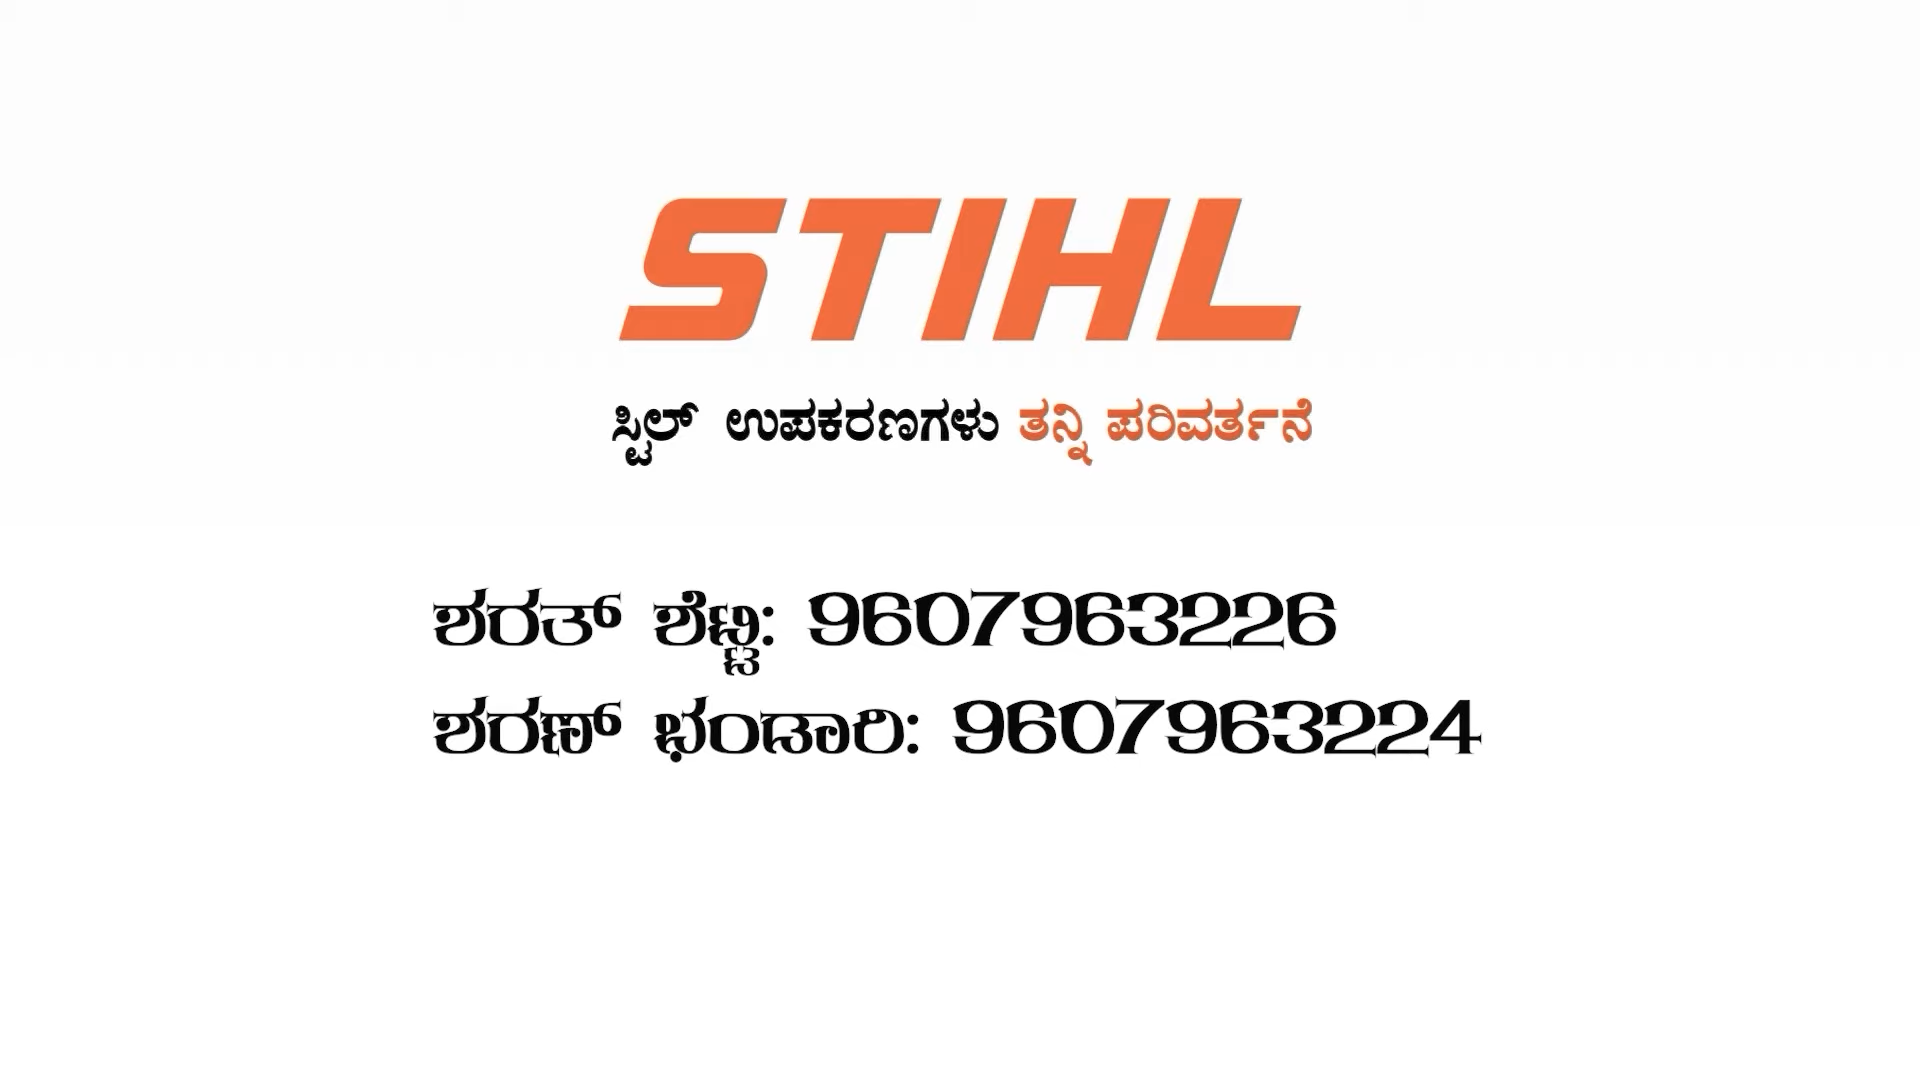 STIHL
ಸ್ಟಿಲ್ ಉಪಕರಣಗಳು ತನ್ನಿ ಪರಿವರ್ತನೆ
ಶರತ್ ಶೆಟ್ಟಿ: 9607963226
ಶರಣ್ ಭಂಡಾರಿ: 9607963224